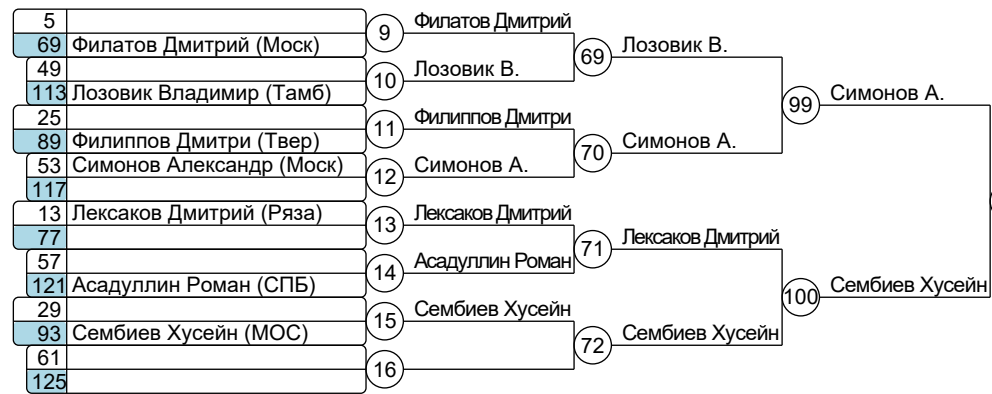 5
69 Филатов Дмитрий (Моск)
49
113 Лозовик Владимир (Тамб)
25
89 Филиппов Дмитри (Твер)
53 Симонов Александр (Моск)
117
13 Лексаков Дмитрий (Ряза)
77
57
121 Асадуллин Роман (СПБ)
29
93 Сембиев Хусейн (МОС)
61
125
9 Филатов Дмитрий
10 Лозовик В.
11 Филиппов Дмитри
12 Симонов А.
13 Лексаков Дмитрий
14 Асадуллин Роман
15 Сембиев Хусейн
16
69 Лозовик В.
70 Симонов А.
71 Лексаков Дмитрий
72 Сембиев Хусейн
99 Симонов А.
100 Сембиев Хусейн